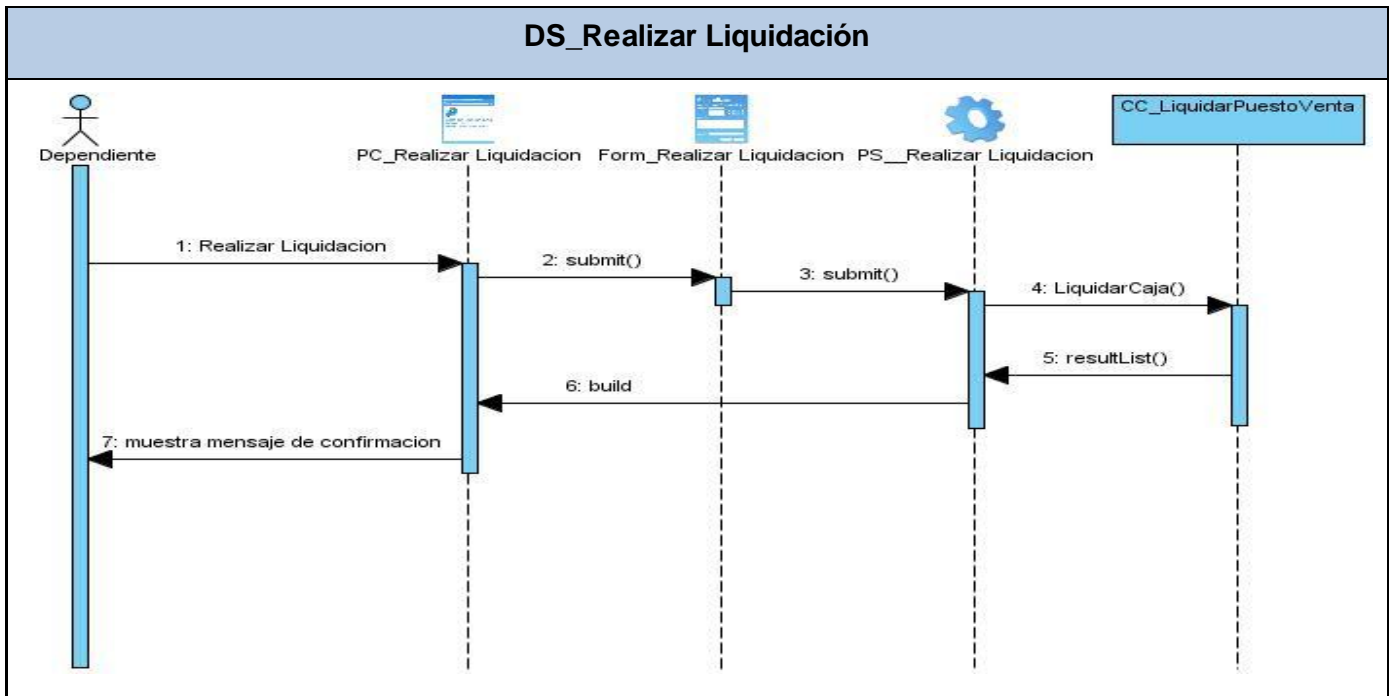 DS_Realizar Liquidación
CC_LiquidarPuestoVenta
Dependiente
PC_Realizar Liquidacion
Form_Realizar Liquidacion
PS__Realizar Liquidacion
1: Realizar Liquidacion
2: submit()
3: submit()
4: LiquidarCaja()
5: resultList()
6: build
7: muestra mensaje de confirmacion